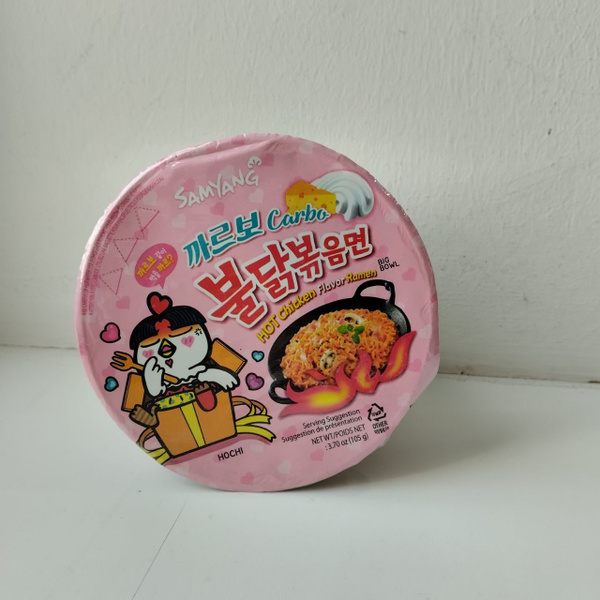 SAMYANG
까르보 Carbo
불닭볶음면
HOT Chicken Flavor Ramen
BIG
BOWL
HOCHI
Serving Suggestion
Suggestion de présentation
NET WT/POIDS NET
: 3.70 oz (105 g)
OTHER